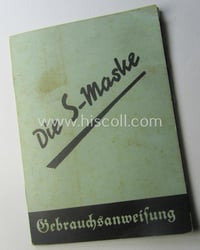 Die S-Maske
www.hiscoll.com
Gebrauchsanweisung